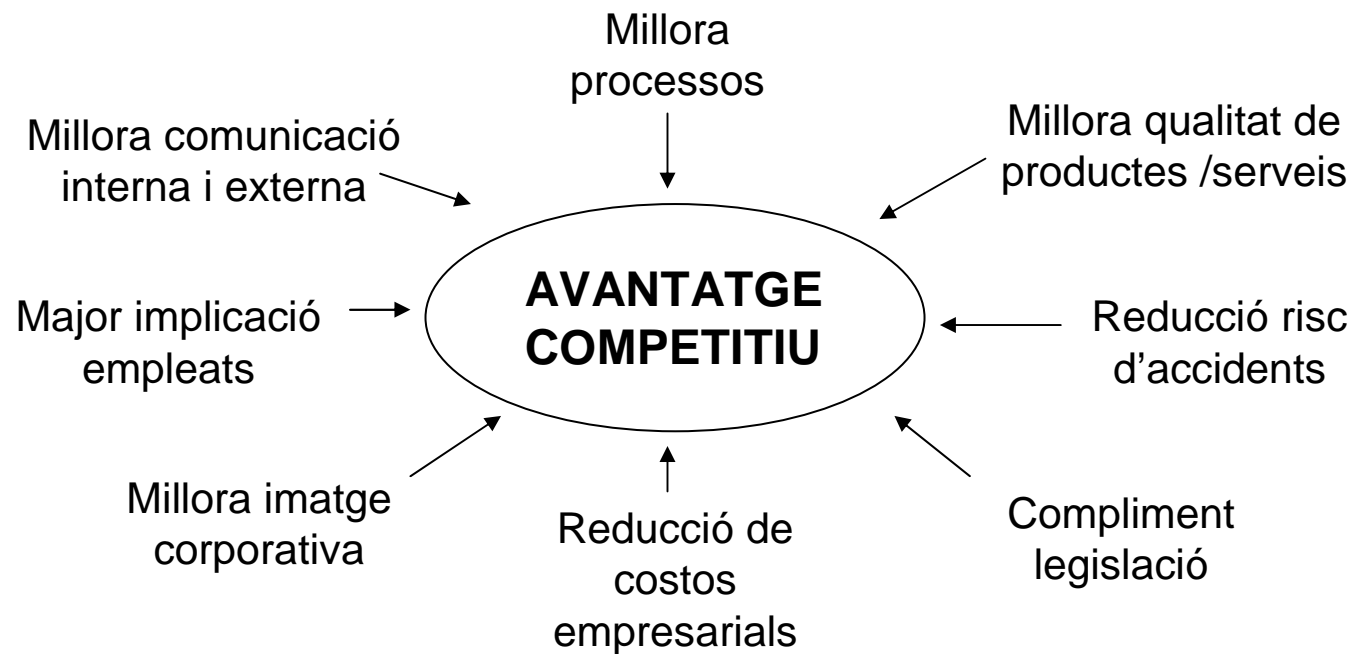 Millora
processos
Millora comunicació
interna i externa
Millora qualitat de
productes /serveis
AVANTATGE
COMPETITIU
Major implicació
empleats
Reducció risc
d’accidents
Millora imatge
corporativa
Reducció de
costos
empresarials
Compliment
legislació